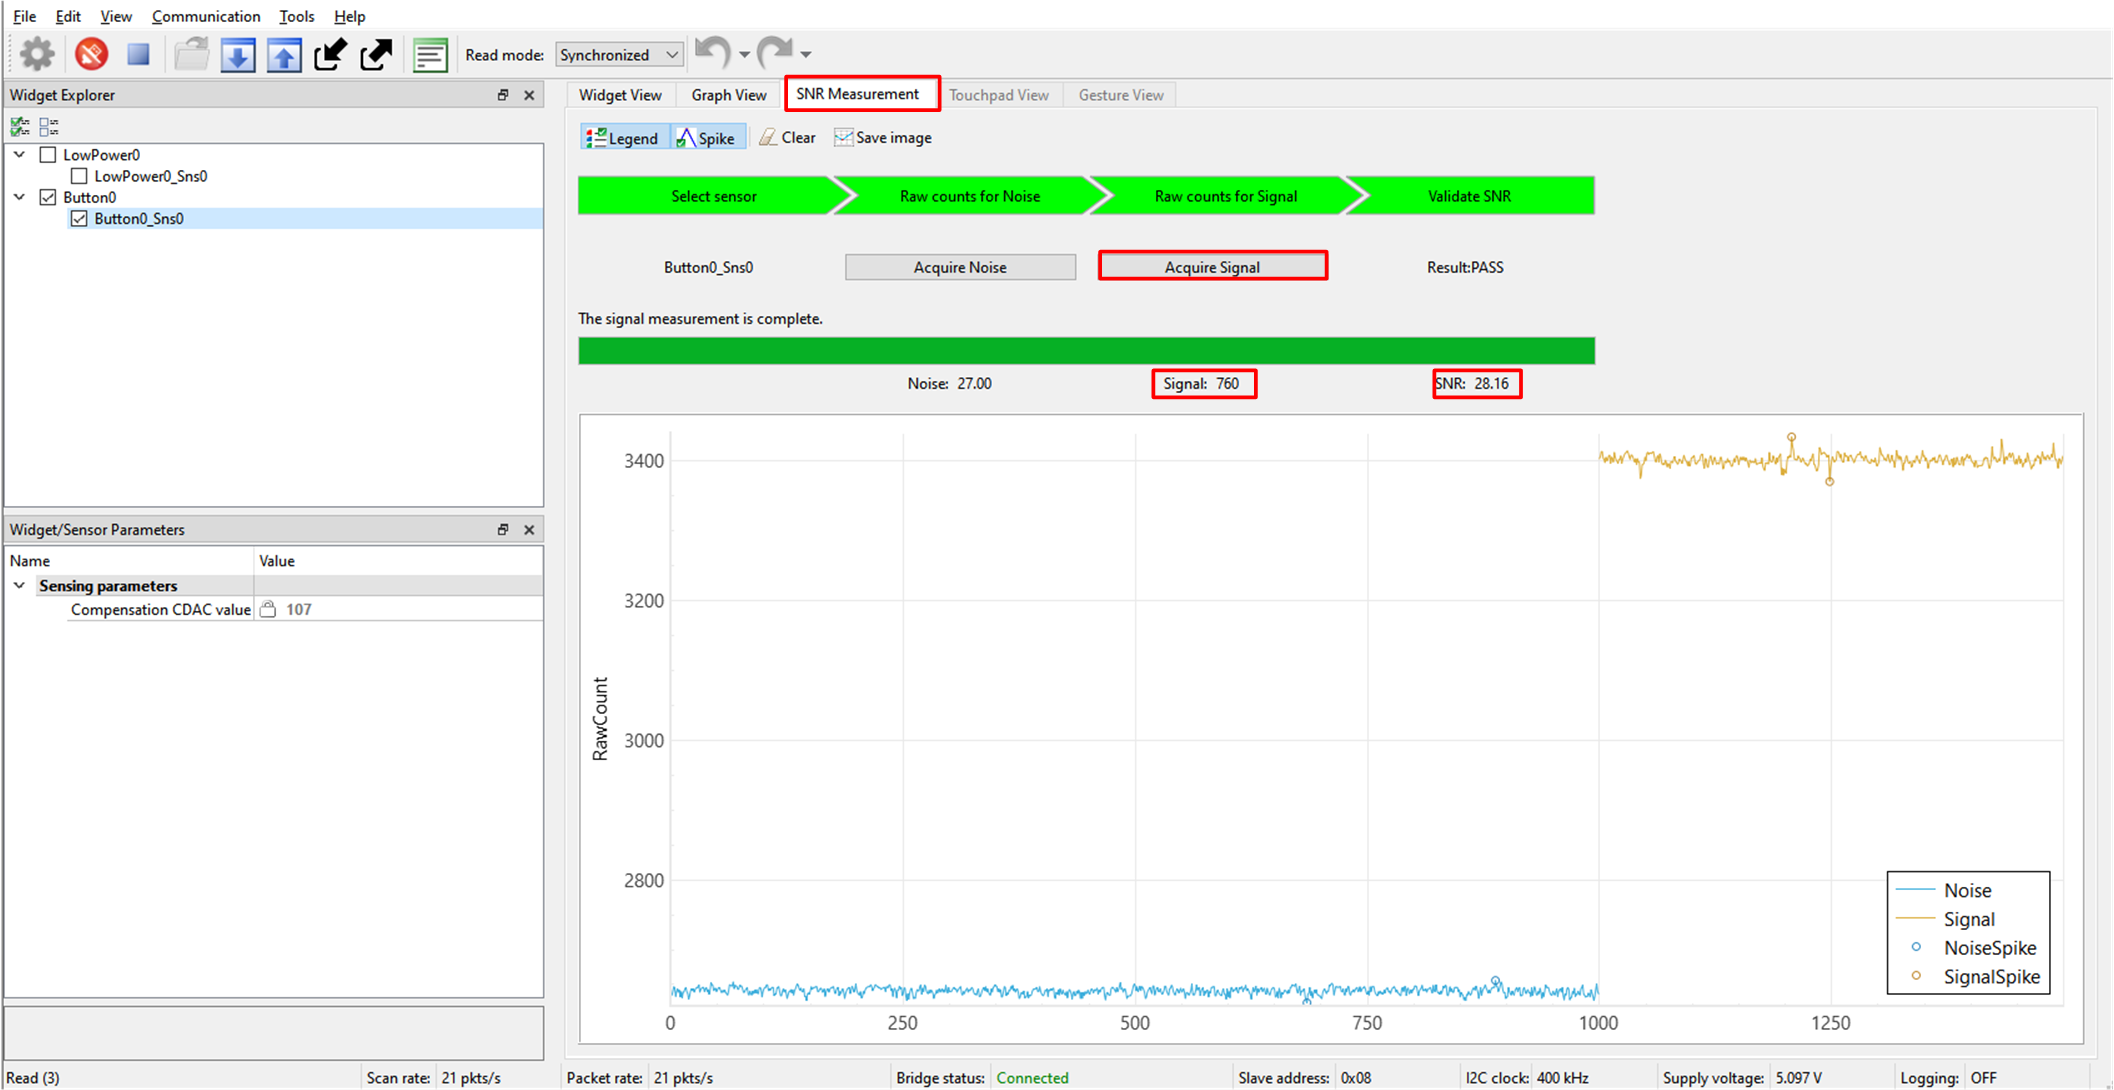 File Edit View Communication Tools Help
Read mode: Synchronized
Widget Explorer
LowPower0
LowPower0_Sns0
Button0
Button0_Sns0
Widget/Sensor Parameters
Name Value
Sensing parameters
Compensation CDAC value 107
Widget View Graph View SNR Measurement Touchpad View Gesture View
Legend Spike Clear Save image
Select sensor Raw counts for Noise Raw counts for Signal Validate SNR
Button0_Sns0 Acquire Noise Acquire Signal Result:PASS
The signal measurement is complete.
Noise: 27.00 Signal: 760 SNR: 28.16
3400
3200
3000
2800
RawCount
Noise
Signal
NoiseSpike
SignalSpike
0 250 500 750 1000 1250
Read (3) Scan rate: 21 pkts/s Packet rate: 21 pkts/s Bridge status: Connected Slave address: 0x08 I2C clock: 400 kHz Supply voltage: 5.097 V Logging: OFF